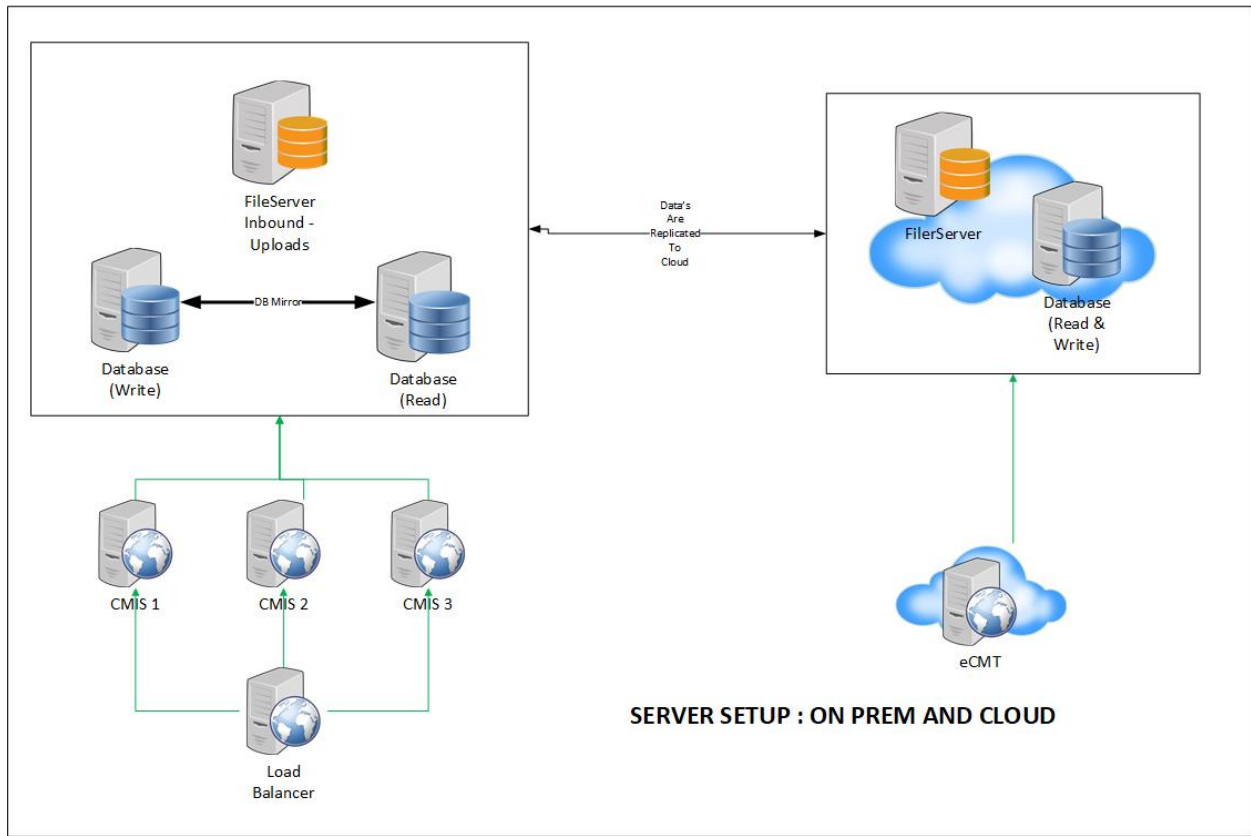 FileServer
Inbound -
Uploads
DB Mirror
Database
(Write)
Database
(Read)
Data's
Are
Replicated
To
Cloud
FilerServer
Database
(Read &
Write)
CMIS 1
CMIS 2
CMIS 3
eCMT
Load
Balancer
SERVER SETUP : ON PREM AND CLOUD